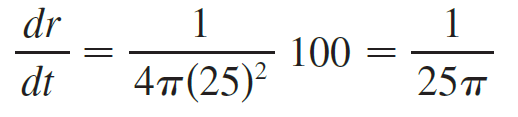 dr/dt = 1/(4π(25)²) 100 = 1/(25π)